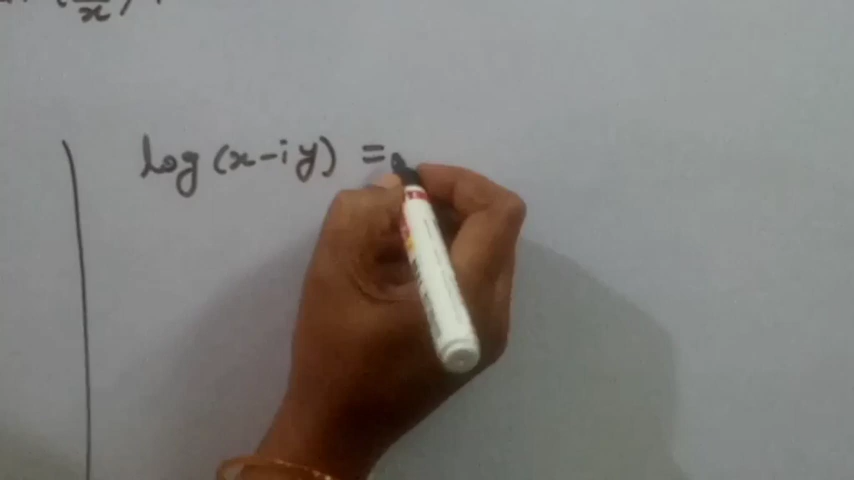 x
log (x-iy) =